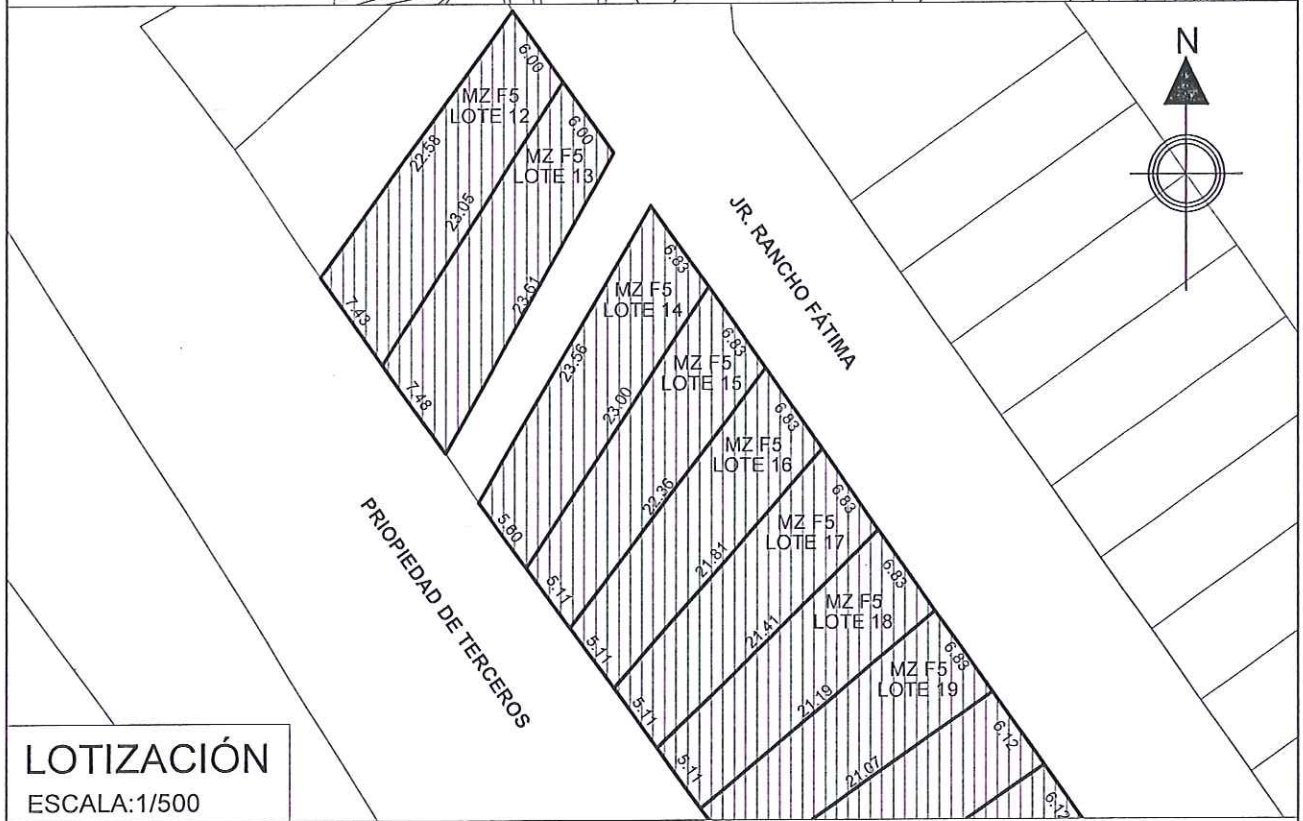 N
6.00
MZ F5
LOTE 12
22.58
6.00
MZ F5
LOTE 13
23.05
23.61
7.43
7.48
JR. RANCHO FÁTIMA
6.83
MZ F5
LOTE 14
23.56
6.83
MZ F5
LOTE 15
23.00
6.83
MZ F5
LOTE 16
22.36
6.83
MZ F5
LOTE 17
21.81
6.83
MZ F5
LOTE 18
21.41
6.83
MZ F5
LOTE 19
21.19
6.12
21.07
6.12
5.60
5.11
5.11
5.11
5.11
PRIOPIEDAD DE TERCEROS
LOTIZACIÓN
ESCALA:1/500